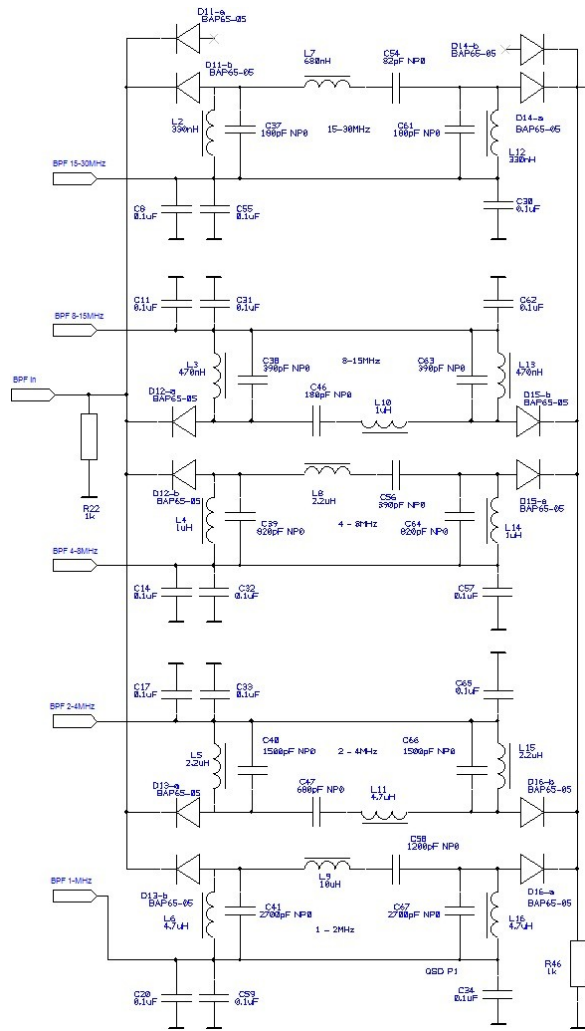 D11-a
BAP65-05
D11-b
BAP65-05
L7
680nH
C54
82pF NP0
D14-b
BAP65-05
L2
330nH
C37
180pF NP0
15-30MHz
C61
180pF NP0
D14-a
BAP65-05
L12
330nH
BPF 15-30MHz
C8
0.1uF
C55
0.1uF
C30
0.1uF
C11
0.1uF
C31
0.1uF
C62
0.1uF
BPF 8-15MHz
L3
470nH
C38
390pF NP0
8-15MHz
C63
390pF NP0
L13
470nH
BPF In
D12-a
BAP65-05
C46
180pF NP0
L10
1uH
D15-b
BAP65-05
R22
1k
D12-b
BAP65-05
L4
1uH
C39
820pF NP0
L8
2.2uH
4 - 8MHz
C56
390pF NP0
C64
820pF NP0
D15-a
BAP65-05
L14
1uH
BPF 4-8MHz
C14
0.1uF
C32
0.1uF
C57
0.1uF
C17
0.1uF
C33
0.1uF
C65
0.1uF
BPF 2-4MHz
L5
2.2uH
C40
1500pF NP0
2 - 4MHz
C66
1500pF NP0
L15
2.2uH
D13-a
BAP65-05
C47
680pF NP0
L11
4.7uH
D16-b
BAP65-05
C58
1200pF NP0
BPF 1-MHz
D13-b
BAP65-05
L6
4.7uH
C41
2700pF NP0
L9
10uH
1 - 2MHz
C67
2700pF NP0
D16-a
BAP65-05
L16
4.7uH
QSD P1
R46
1k
C20
0.1uF
C59
0.1uF
C34
0.1uF